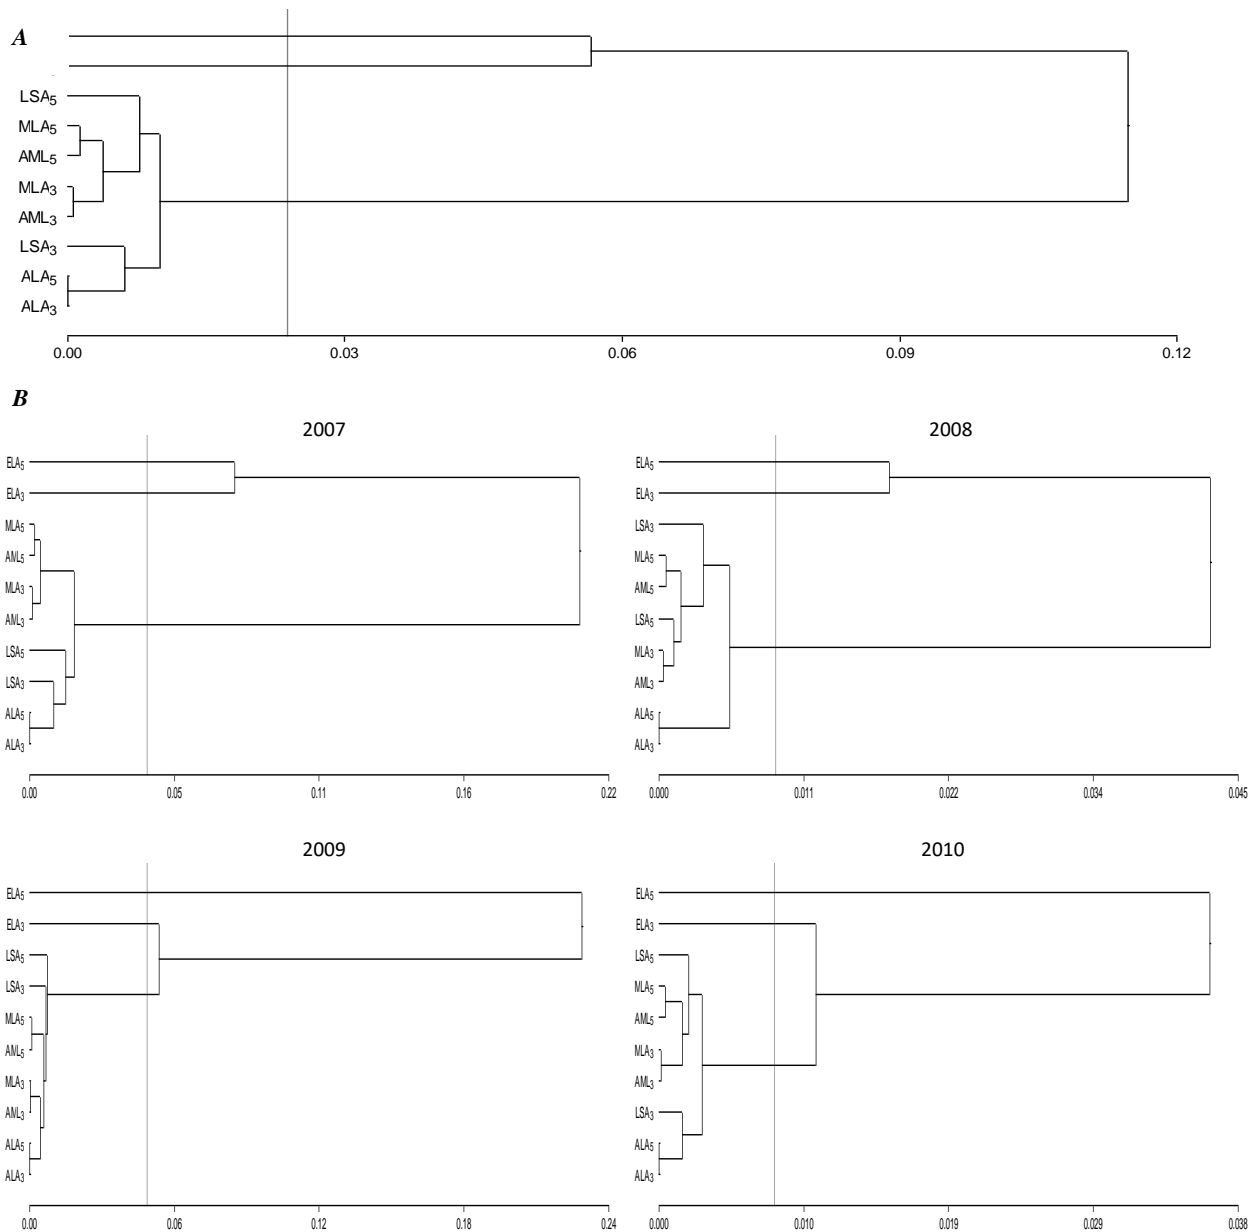 A
LSA5
MLA5
AML5
MLA3
AML3
LSA3
ALA5
ALA3
0.00 0.03 0.06 0.09 0.12
B
2007
ELA5
ELA3
MLA5
AML5
MLA3
AML3
LSA5
LSA3
ALA5
ALA3
0.00 0.05 0.11 0.16 0.22
2008
ELA5
ELA3
LSA3
MLA5
AML5
LSA5
MLA3
AML3
ALA5
ALA3
0.000 0.011 0.022 0.034 0.045
2009
ELA5
ELA3
LSA5
LSA3
MLA5
AML5
MLA3
AML3
ALA5
ALA3
0.00 0.06 0.12 0.18 0.24
2010
ELA5
ELA3
LSA5
MLA5
AML5
MLA3
AML3
LSA3
ALA5
ALA3
0.000 0.010 0.019 0.029 0.038